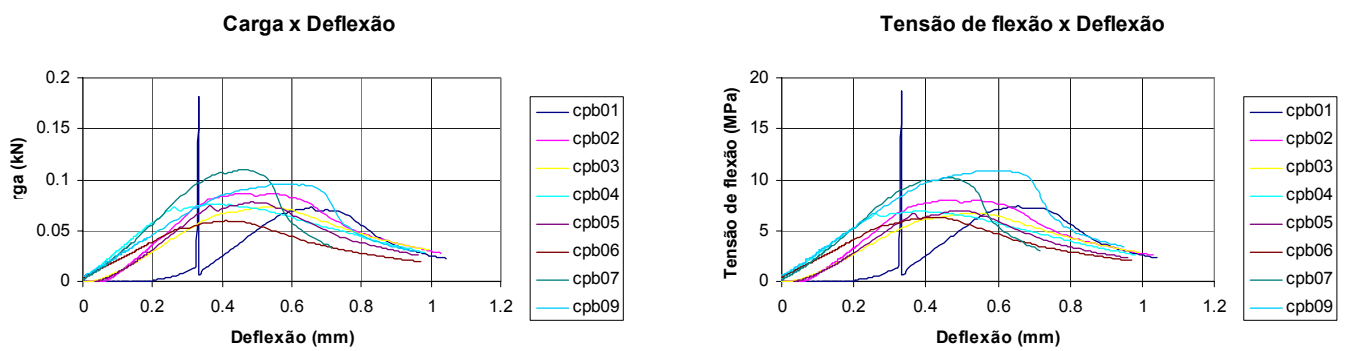 Carga x Deflexão
0.2
0.15
0.1
0.05
0
0 0.2 0.4 0.6 0.8 1 1.2
rga (kN)
Deflexão (mm)
cpb01
cpb02
cpb03
cpb04
cpb05
cpb06
cpb07
cpb09
Tensão de flexão x Deflexão
20
15
10
5
0
0 0.2 0.4 0.6 0.8 1 1.2
Tensão de flexão (MPa)
Deflexão (mm)
cpb01
cpb02
cpb03
cpb04
cpb05
cpb06
cpb07
cpb09